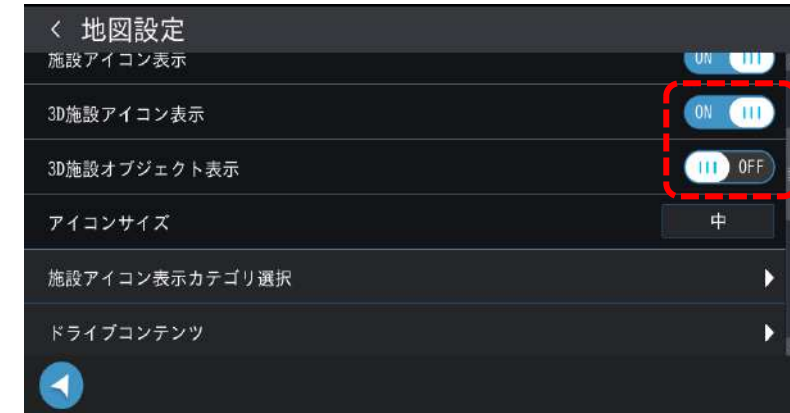 < 地図設定
施設アイコン表示 ON
3D施設アイコン表示 ON
3D施設オブジェクト表示 OFF
アイコンサイズ 中
施設アイコン表示カテゴリ選択
ドライブコンテンツ